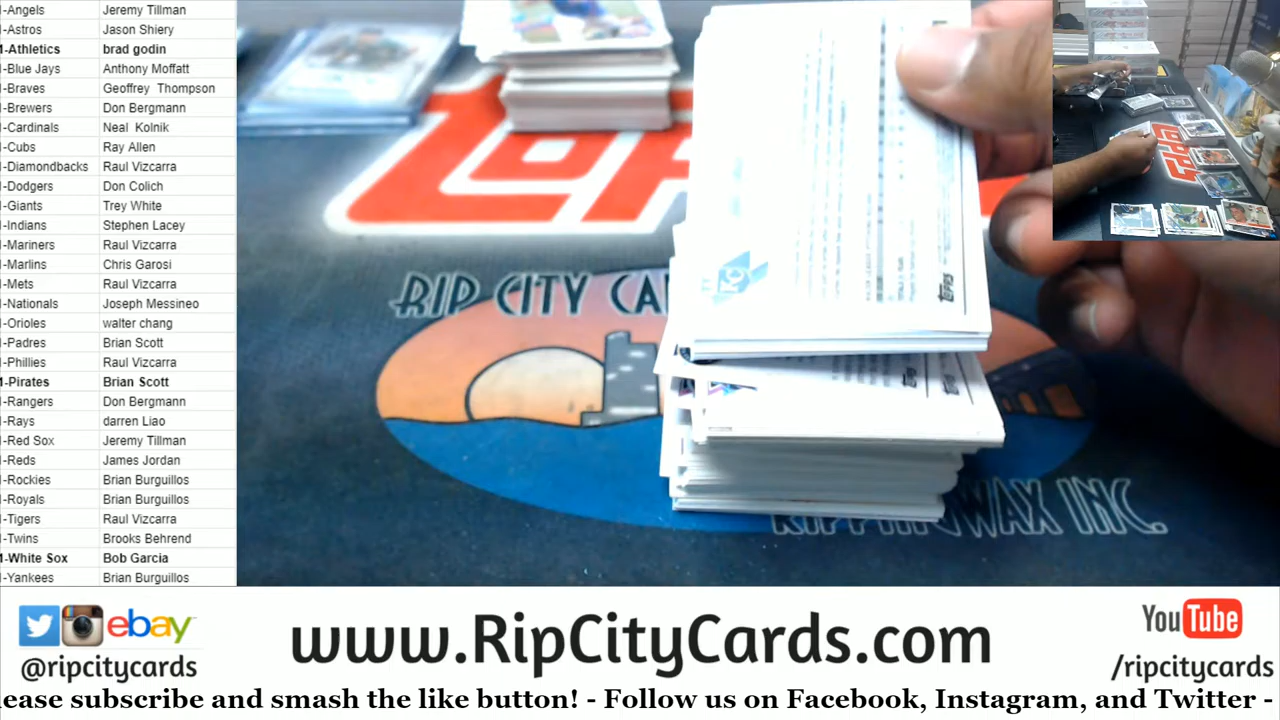 I-Angels Jeremy Tillman
I-Astros Jason Shiery
I-Athletics brad godin
I-Blue Jays Anthony Moffatt
I-Braves Geoffrey Thompson
I-Brewers Don Bergmann
I-Cardinals Neal Kolnik
I-Cubs Ray Allen
I-Diamondbacks Raul Vizcarra
I-Dodgers Don Colich
I-Giants Trey White
I-Indians Stephen Lacey
I-Mariners Raul Vizcarra
I-Marlins Chris Garosi
I-Mets Raul Vizcarra
I-Nationals Joseph Messineo
I-Orioles walter chang
I-Padres Brian Scott
I-Phillies Raul Vizcarra
I-Pirates Brian Scott
I-Rangers Don Bergmann
I-Rays darren Liao
I-Red Sox Jeremy Tillman
I-Reds James Jordan
I-Rockies Brian Burguillos
I-Royals Brian Burguillos
I-Tigers Raul Vizcarra
I-Twins Brooks Behrend
I-White Sox Bob Garcia
I-Yankees Brian Burguillos
KC
TOPPS
TOPPS
RIP CITY CA
RIPPINGWAX INC.
TOPPS
ebay
@ripcitycards
www.RipCityCards.com
YouTube
/ripcitycards
lease subscribe and smash the like button! - Follow us on Facebook, Instagram, and Twitter -